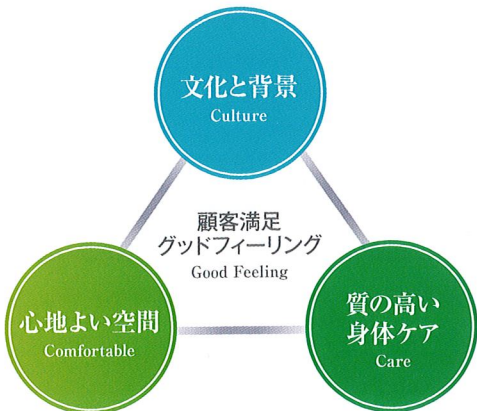 文化と背景
Culture
顧客満足
グッドフィーリング
Good Feeling
心地よい空間
Comfortable
質の高い
身体ケア
Care